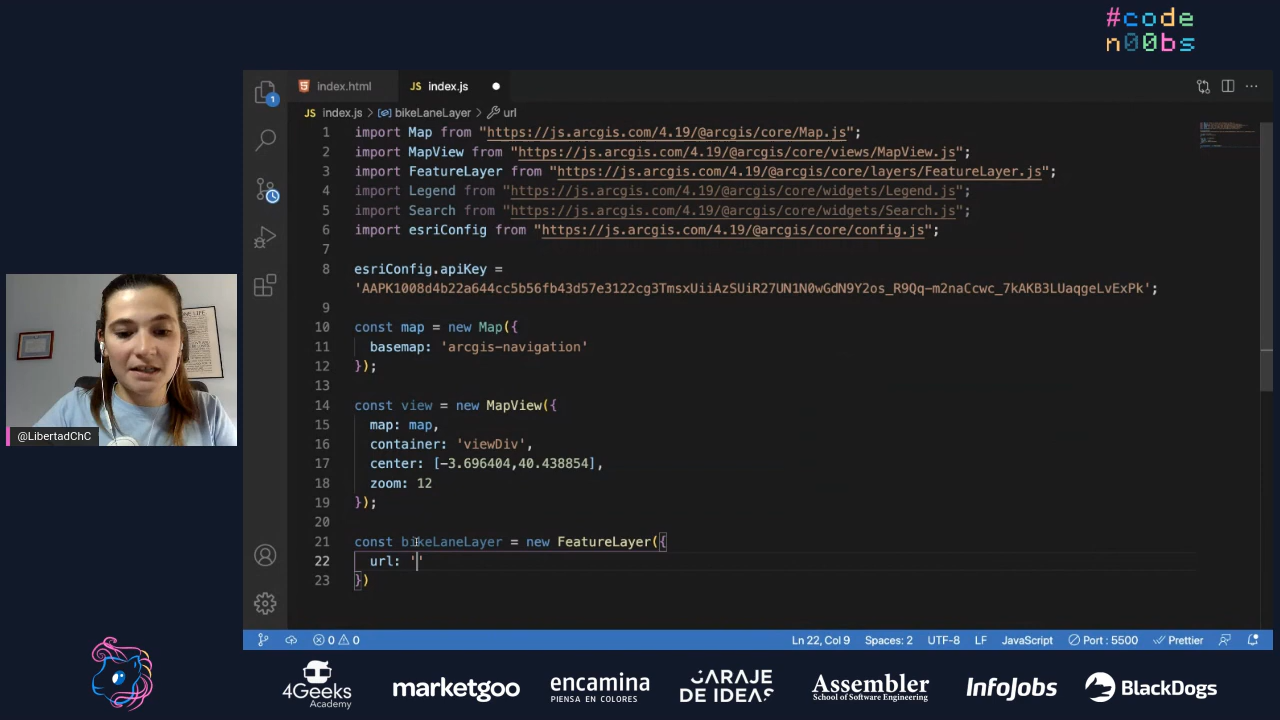 #code
n00bs
index.html
JS index.js
JS index.js > bikeLaneLayer > url
1 import Map from "https://js.arcgis.com/4.19/@arcgis/core/Map.js";
2 import MapView from "https://js.arcgis.com/4.19/@arcgis/core/views/MapView.js";
3 import FeatureLayer from "https://js.arcgis.com/4.19/@arcgis/core/layers/FeatureLayer.js";
4 import Legend from "https://js.arcgis.com/4.19/@arcgis/core/widgets/Legend.js";
5 import Search from "https://js.arcgis.com/4.19/@arcgis/core/widgets/Search.js";
6 import esriConfig from "https://js.arcgis.com/4.19/@arcgis/core/config.js";
7
8 esriConfig.apiKey =
'AAPK1008d4b22a644cc5b56fb43d57e3122cg3TmsxUiiAzSUiR27UN1N0wGdN9Y2os_R9Qq-m2naCcwc_7kAKB3LUaqgeLvExPk';
9
10 const map = new Map({
11 basemap: 'arcgis-navigation'
12 });
13
14 const view = new MapView({
15 map: map,
16 container: 'viewDiv',
17 center: [-3.696404,40.438854],
18 zoom: 12
19 });
20
21 const bikeLaneLayer = new FeatureLayer({
22 url: ''
23 })
@LibertadChC
0 0 Ln 22, Col 9 Spaces: 2 UTF-8 LF JavaScript Port : 5500 Prettier
4Geeks
Academy
marketgoo
encamina
PIENSA EN COLORES
GARAJE
DE IDEAS
Assembler
School of Software Engineering
InfoJobs
BlackDogs